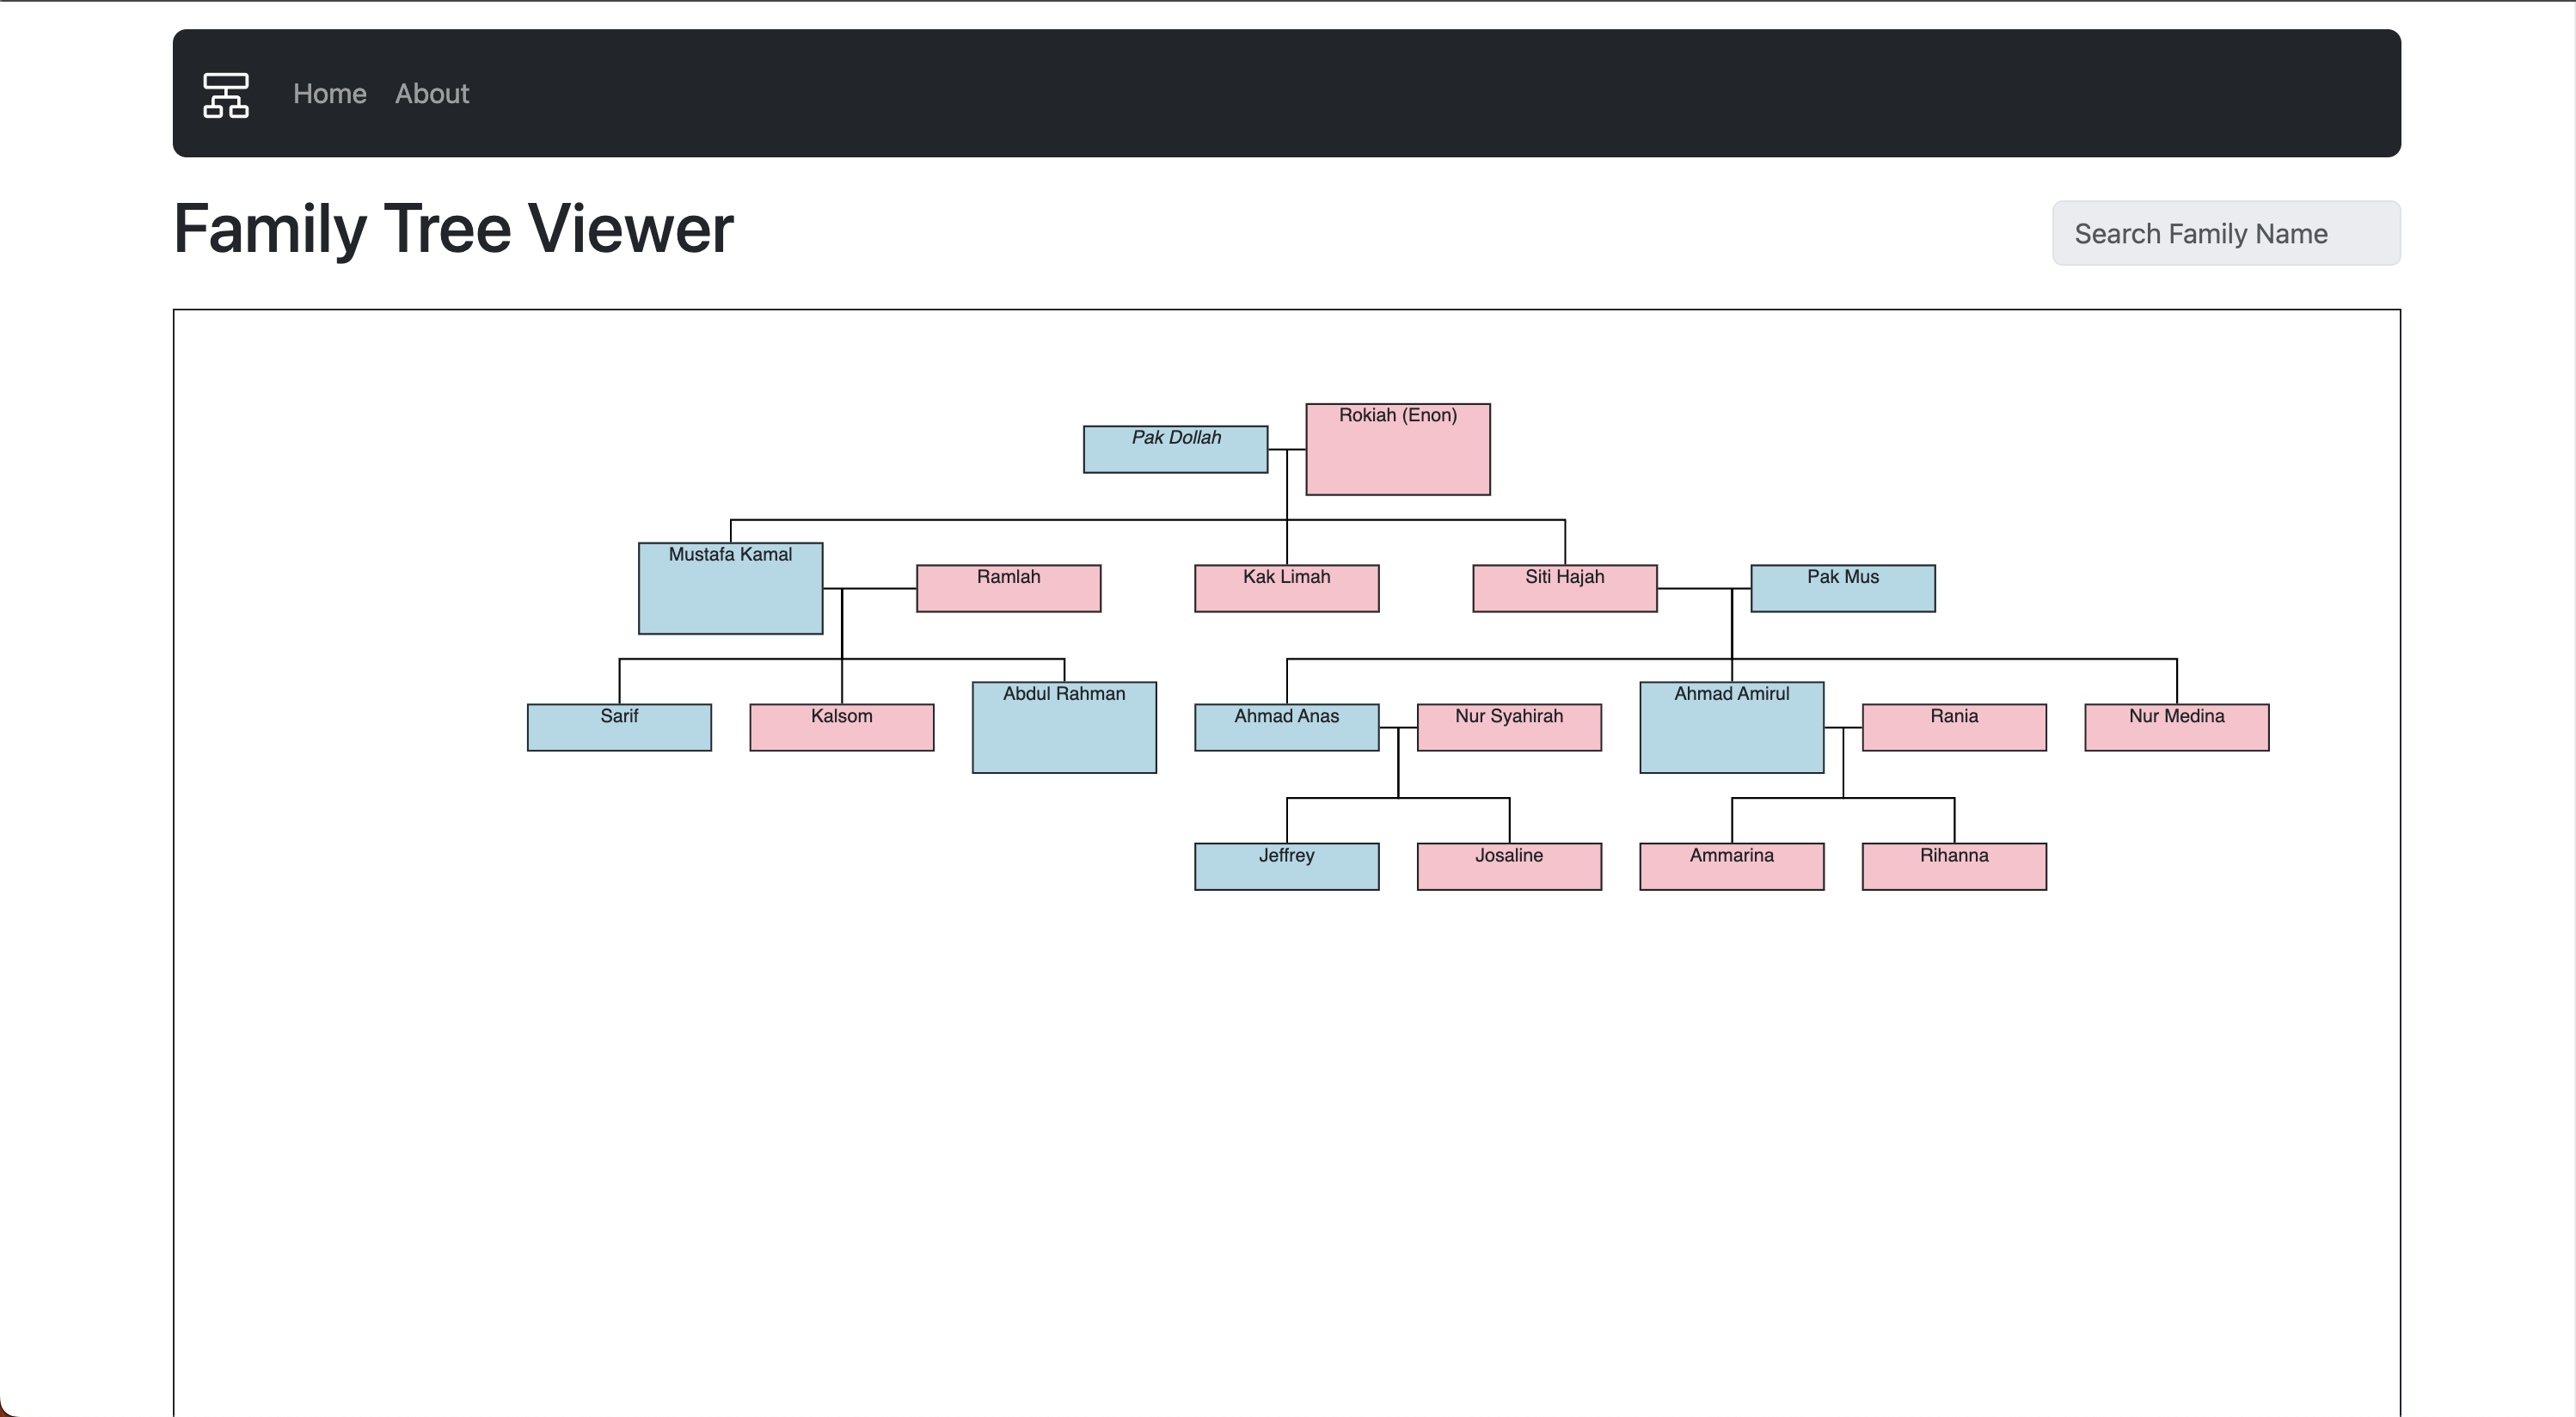 Home About
Family Tree Viewer
Search Family Name
Rokiah (Enon)
Pak Dollah
Mustafa Kamal
Ramlah
Kak Limah
Siti Hajah
Pak Mus
Abdul Rahman
Ahmad Amirul
Sarif
Kalsom
Ahmad Anas
Nur Syahirah
Rania
Nur Medina
Jeffrey
Josaline
Ammarina
Rihanna